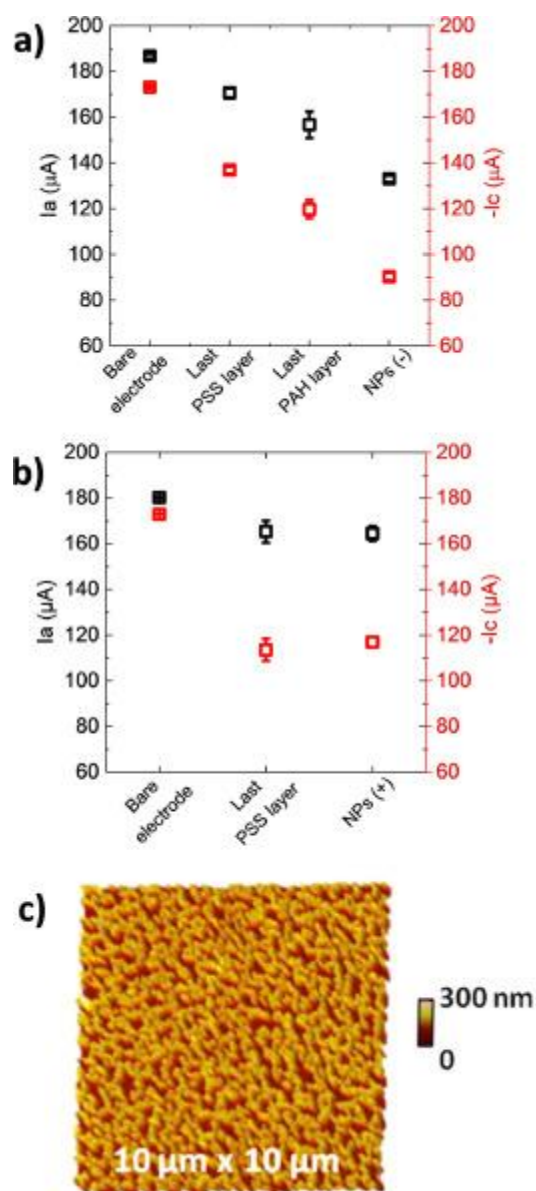 a)
200
180
160
140
120
100
80
60
Ia (µA)
200
180
160
140
120
100
80
60
-Ic (µA)
Bare
electrode
Last
PSS layer
Last
PAH layer
NPs (-)
b)
200
180
160
140
120
100
80
60
Ia (µA)
200
180
160
140
120
100
80
60
-Ic (µA)
Bare
electrode
Last
PSS layer
NPs (+)
c)
300 nm
0
10 µm x 10 µm